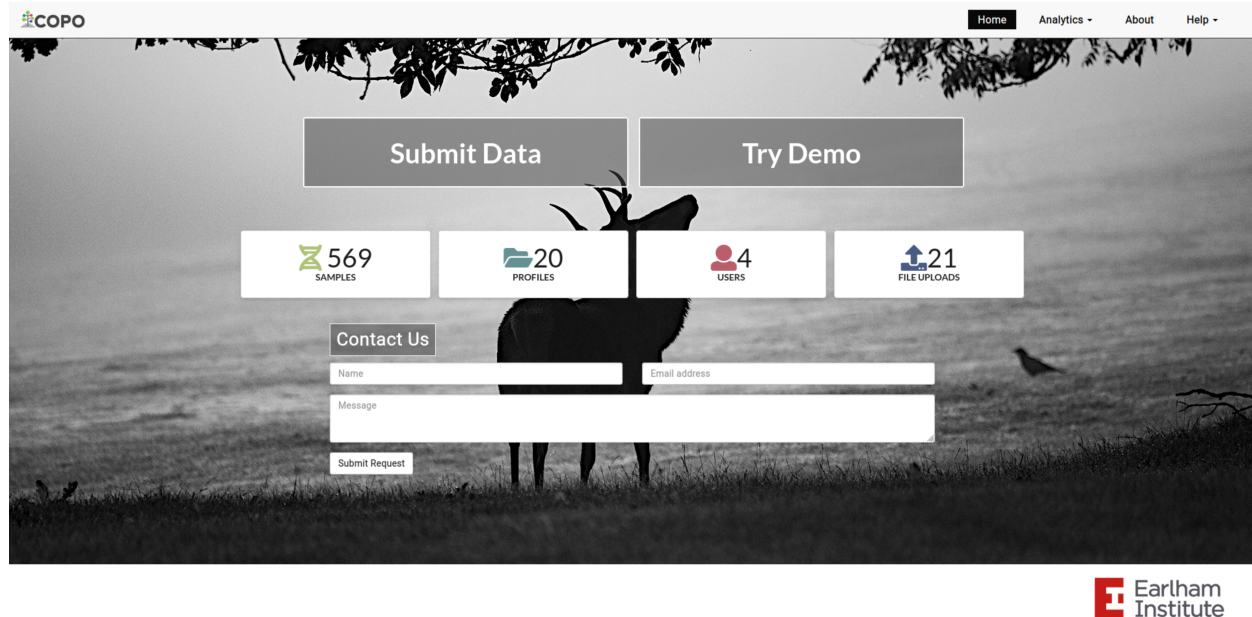 COPO
Home Analytics About Help
Submit Data Try Demo
569 20 4 21
SAMPLES PROFILES USERS FILE UPLOADS
Contact Us
Name Email address
Message
Submit Request
Earlham
Institute